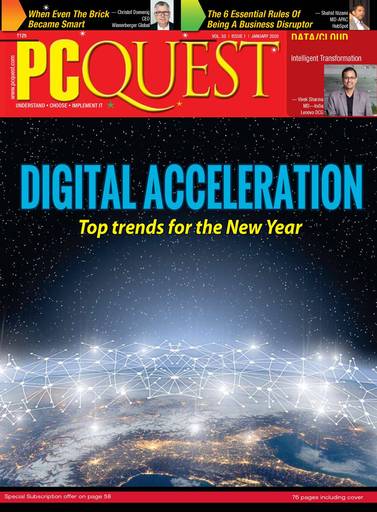 When Even The Brick
Became Smart
— Christof Domenig
CEO
Wienerberger Global
The 6 Essential Rules Of
Being A Business Disruptor
— Shahid Nizami
MD-APAC
HubSpot
₹125
VOL. 33 | ISSUE 1 | JANUARY 2020
DATA/CLOUD
www.pcquest.com
PCQUEST
UNDERSTAND • CHOOSE • IMPLEMENT IT
Intelligent Transformation
— Vivek Sharma
MD—India
Lenovo DCG
DIGITAL ACCELERATION
Top trends for the New Year
Special Subscription offer on page 58
76 pages including cover